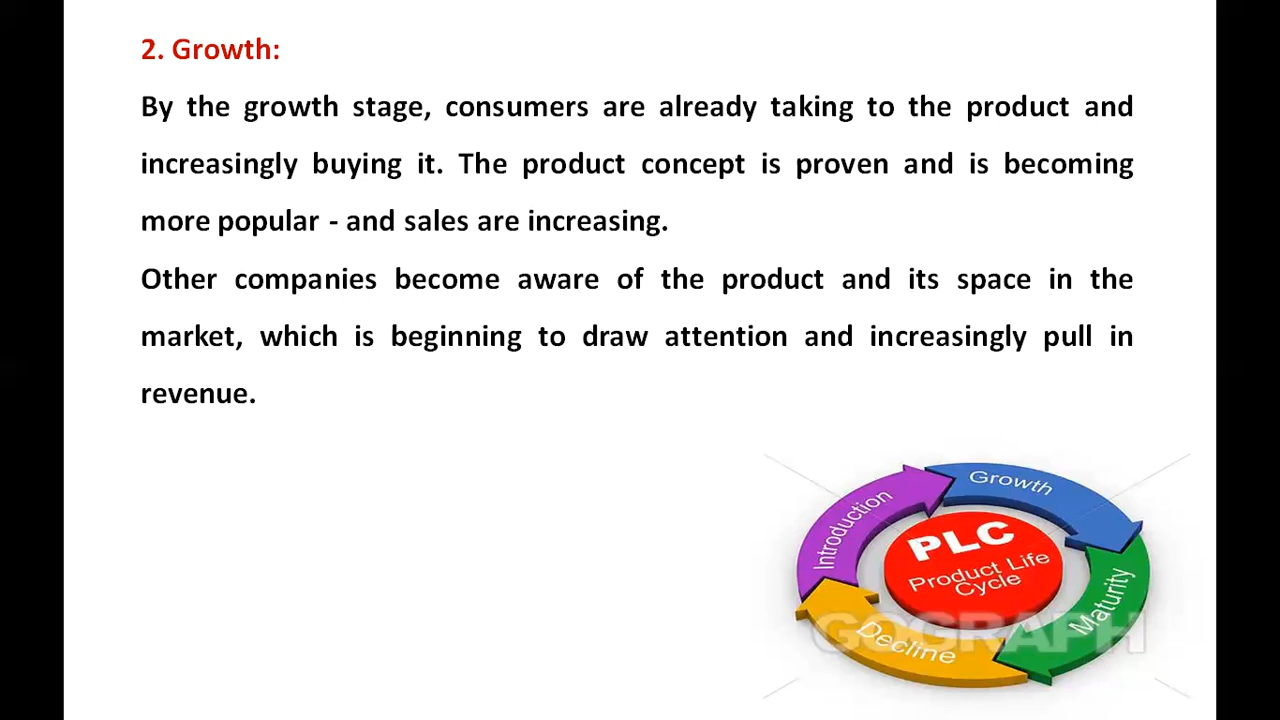 2. Growth:
By the growth stage, consumers are already taking to the product and
increasingly buying it. The product concept is proven and is becoming
more popular - and sales are increasing.
Other companies become aware of the product and its space in the
market, which is beginning to draw attention and increasingly pull in
revenue.
Introduction
Growth
PLC
Product Life
Cycle
Maturity
Decline
GOGRAPH